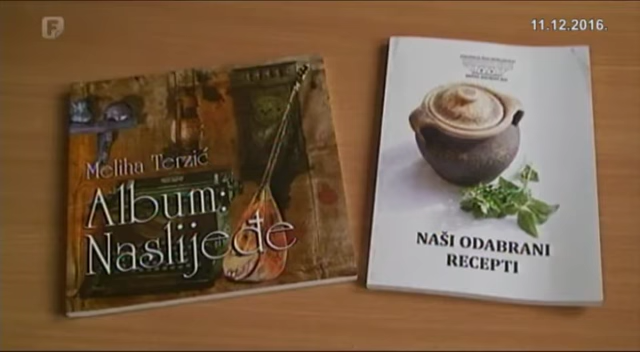 F
11.12.2016.
Meliha Terzić
Album:
Naslijeđe
NAŠI ODABRANI
RECEPTI